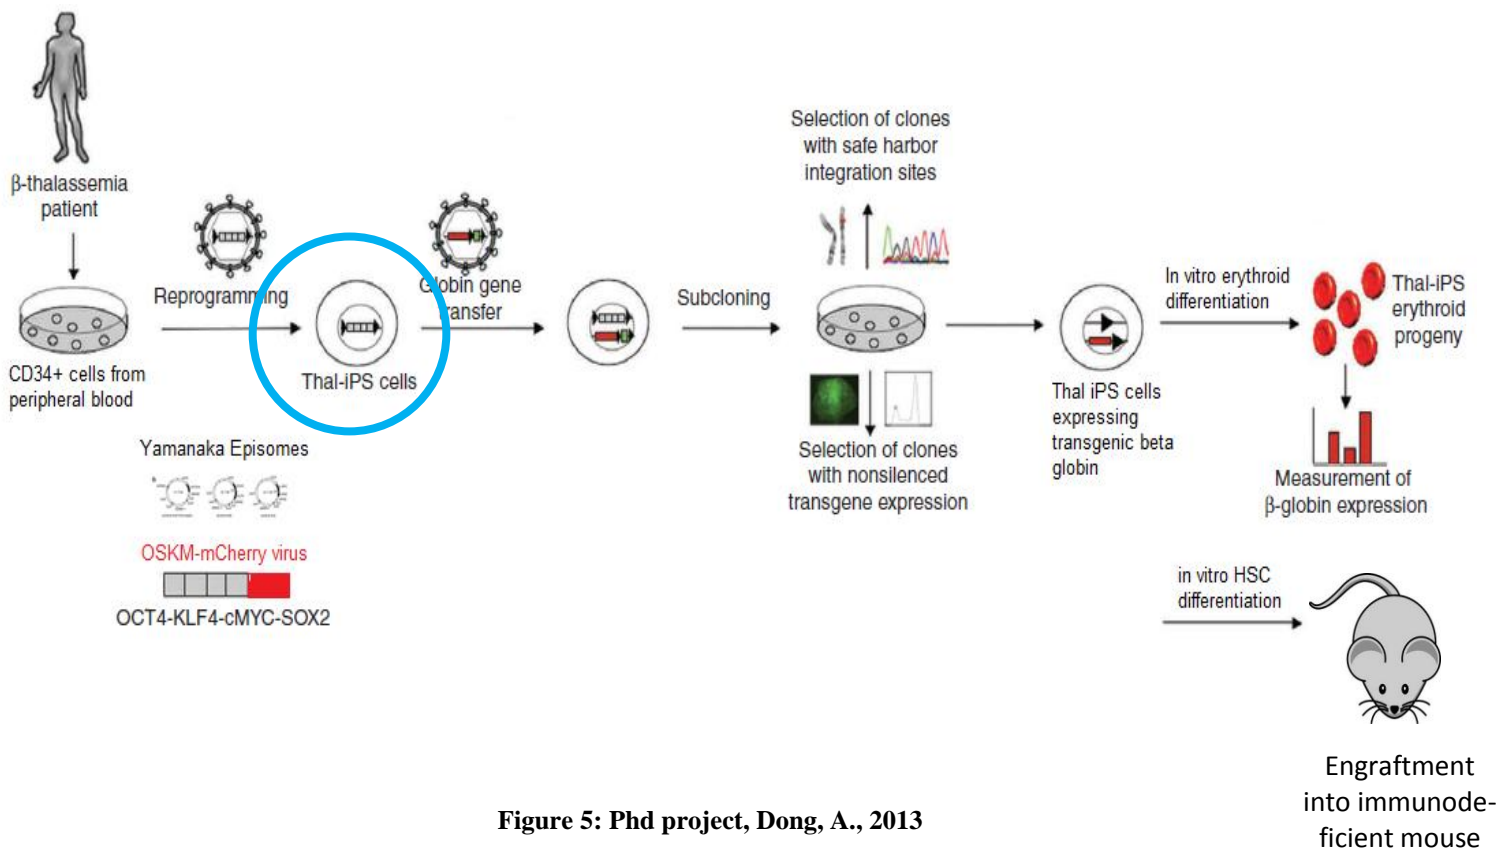 β-thalassemia
patient
CD34+ cells from
peripheral blood
Reprogramming
Thal-iPS cells
Yamanaka Episomes
OSKM-mCherry virus
OCT4-KLF4-cMYC-SOX2
Globin gene
transfer
Subcloning
Selection of clones
with safe harbor
integration sites
Selection of clones
with nonsilenced
transgene expression
Thal iPS cells
expressing
transgenic beta
globin
In vitro erythroid
differentiation
Thal-iPS
erythroid
progeny
Measurement of
β-globin expression
in vitro HSC
differentiation
Engraftment
into immunode-
ficient mouse
Figure 5: Phd project, Dong, A., 2013